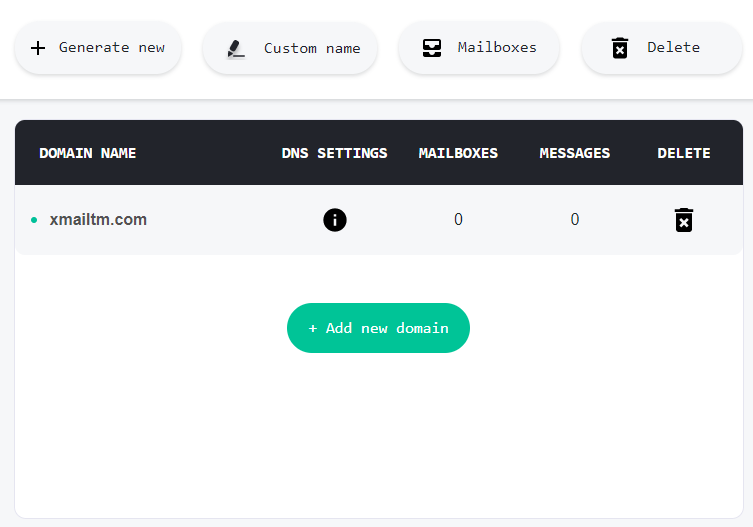 Generate new Custom name Mailboxes Delete
DOMAIN NAME DNS SETTINGS MAILBOXES MESSAGES DELETE
xmailtm.com 0 0
+ Add new domain